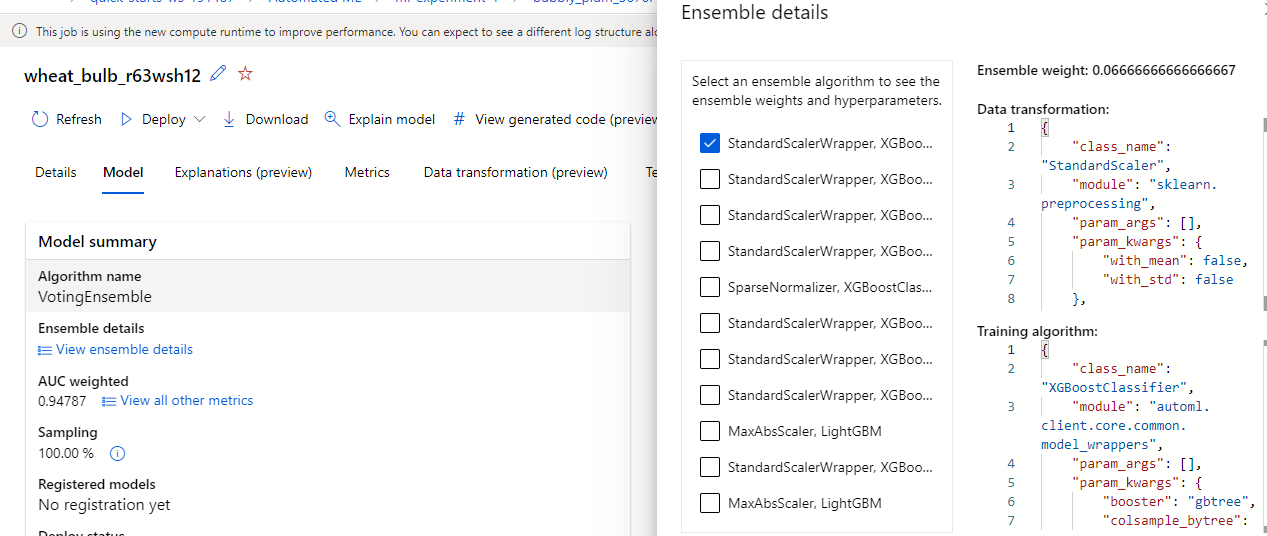 Automated ML
This job is using the new compute runtime to improve performance. You can expect to see a different log structure
wheat_bulb_r63wsh12
Refresh Deploy Download Explain model # View generated code (preview
Details Model Explanations (preview) Metrics Data transformation (preview) Te
Model summary
Algorithm name
VotingEnsemble
Ensemble details
View ensemble details
AUC weighted
0.94787 View all other metrics
Sampling
100.00 %
Registered models
No registration yet
Deploy status
Ensemble details
Select an ensemble algorithm to see the
ensemble weights and hyperparameters.
StandardScalerWrapper, XGBoo...
StandardScalerWrapper, XGBoo...
StandardScalerWrapper, XGBoo...
StandardScalerWrapper, XGBoo...
SparseNormalizer, XGBoostClas...
StandardScalerWrapper, XGBoo...
StandardScalerWrapper, XGBoo...
StandardScalerWrapper, XGBoo...
MaxAbsScaler, LightGBM
StandardScalerWrapper, XGBoo...
MaxAbsScaler, LightGBM
Ensemble weight: 0.06666666666666667
Data transformation:
1 {
2 "class_name":
"StandardScaler",
3 "module": "sklearn.
preprocessing",
4 "param_args": [],
5 "param_kwargs": {
6 "with_mean": false,
7 "with_std": false
8 },
Training algorithm:
1 {
2 "class_name":
"XGBoostClassifier",
3 "module": "automl.
client.core.common.
model_wrappers",
4 "param_args": [],
5 "param_kwargs": {
6 "booster": "gbtree",
7 "colsample_bytree":